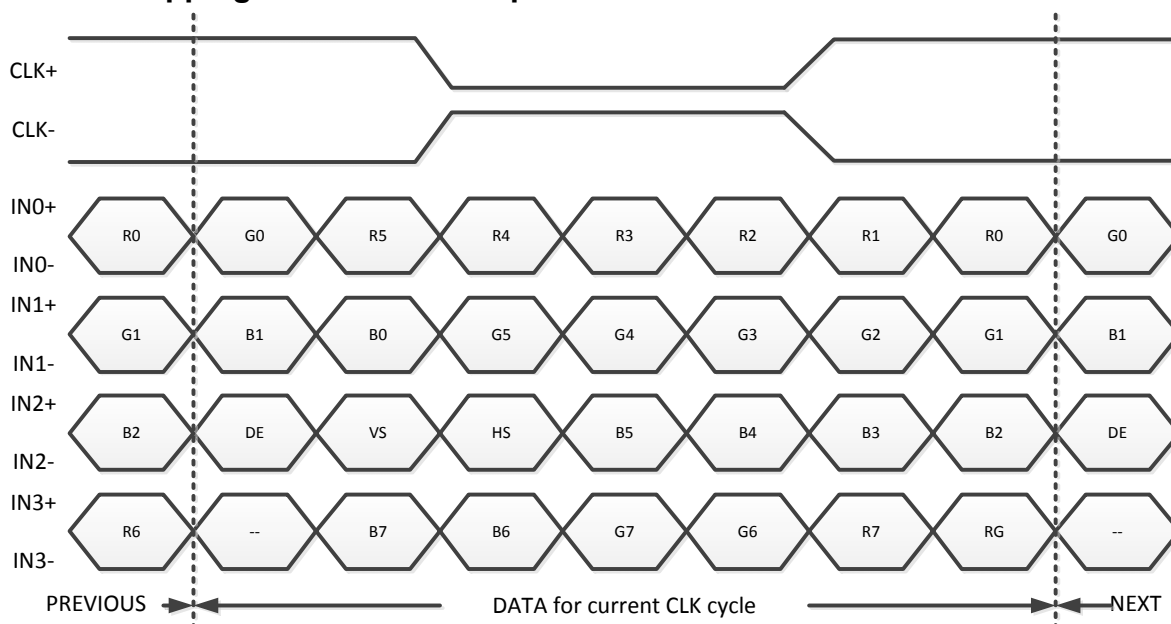 CLK+
CLK-
IN0+
R0 G0 R5 R4 R3 R2 R1 R0 G0
IN0-
IN1+
G1 B1 B0 G5 G4 G3 G2 G1 B1
IN1-
IN2+
B2 DE VS HS B5 B4 B3 B2 DE
IN2-
IN3+
R6 -- B7 B6 G7 G6 R7 RG --
IN3-
PREVIOUS DATA for current CLK cycle NEXT